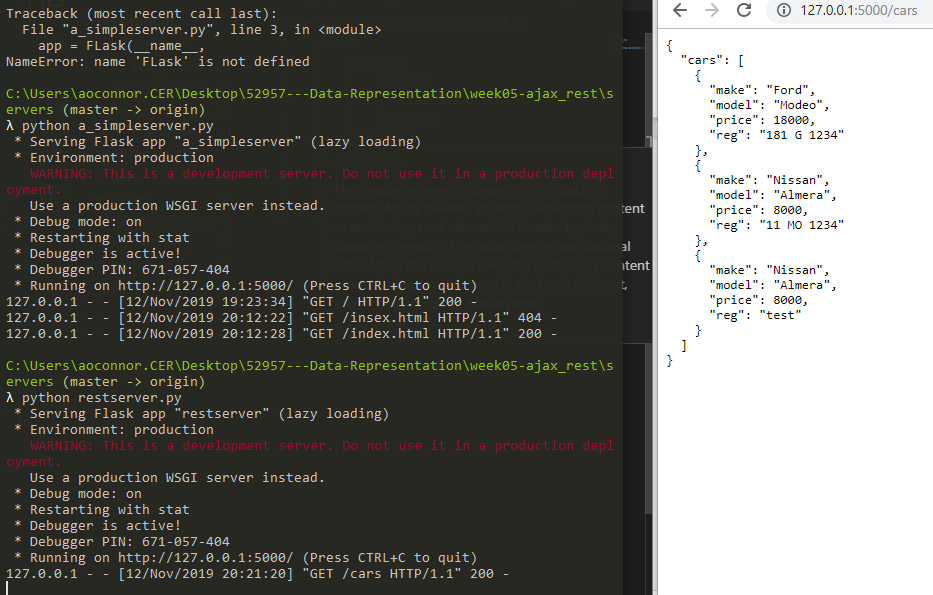 Traceback (most recent call last):
  File "a_simpleserver.py", line 3, in <module>
    app = FLask(__name__,
NameError: name 'FLask' is not defined
C:\Users\aoconnor.CER\Desktop\52957---Data-Representation\week05-ajax_rest\s
ervers (master -> origin)
λ python a_simpleserver.py
 * Serving Flask app "a_simpleserver" (lazy loading)
 * Environment: production
   WARNING: This is a development server. Do not use it in a production depl
oyment.
   Use a production WSGI server instead.
 * Debug mode: on
 * Restarting with stat
 * Debugger is active!
 * Debugger PIN: 671-057-404
 * Running on http://127.0.0.1:5000/ (Press CTRL+C to quit)
127.0.0.1 - - [12/Nov/2019 19:23:34] "GET / HTTP/1.1" 200 -
127.0.0.1 - - [12/Nov/2019 20:12:22] "GET /insex.html HTTP/1.1" 404 -
127.0.0.1 - - [12/Nov/2019 20:12:28] "GET /index.html HTTP/1.1" 200 -
C:\Users\aoconnor.CER\Desktop\52957---Data-Representation\week05-ajax_rest\s
ervers (master -> origin)
λ python restserver.py
 * Serving Flask app "restserver" (lazy loading)
 * Environment: production
   WARNING: This is a development server. Do not use it in a production depl
oyment.
   Use a production WSGI server instead.
 * Debug mode: on
 * Restarting with stat
 * Debugger is active!
 * Debugger PIN: 671-057-404
 * Running on http://127.0.0.1:5000/ (Press CTRL+C to quit)
127.0.0.1 - - [12/Nov/2019 20:21:20] "GET /cars HTTP/1.1" 200 -
127.0.0.1:5000/cars
{
  "cars": [
    {
      "make": "Ford",
      "model": "Modeo",
      "price": 18000,
      "reg": "181 G 1234"
    },
    {
      "make": "Nissan",
      "model": "Almera",
      "price": 8000,
      "reg": "11 MO 1234"
    },
    {
      "make": "Nissan",
      "model": "Almera",
      "price": 8000,
      "reg": "test"
    }
  ]
}